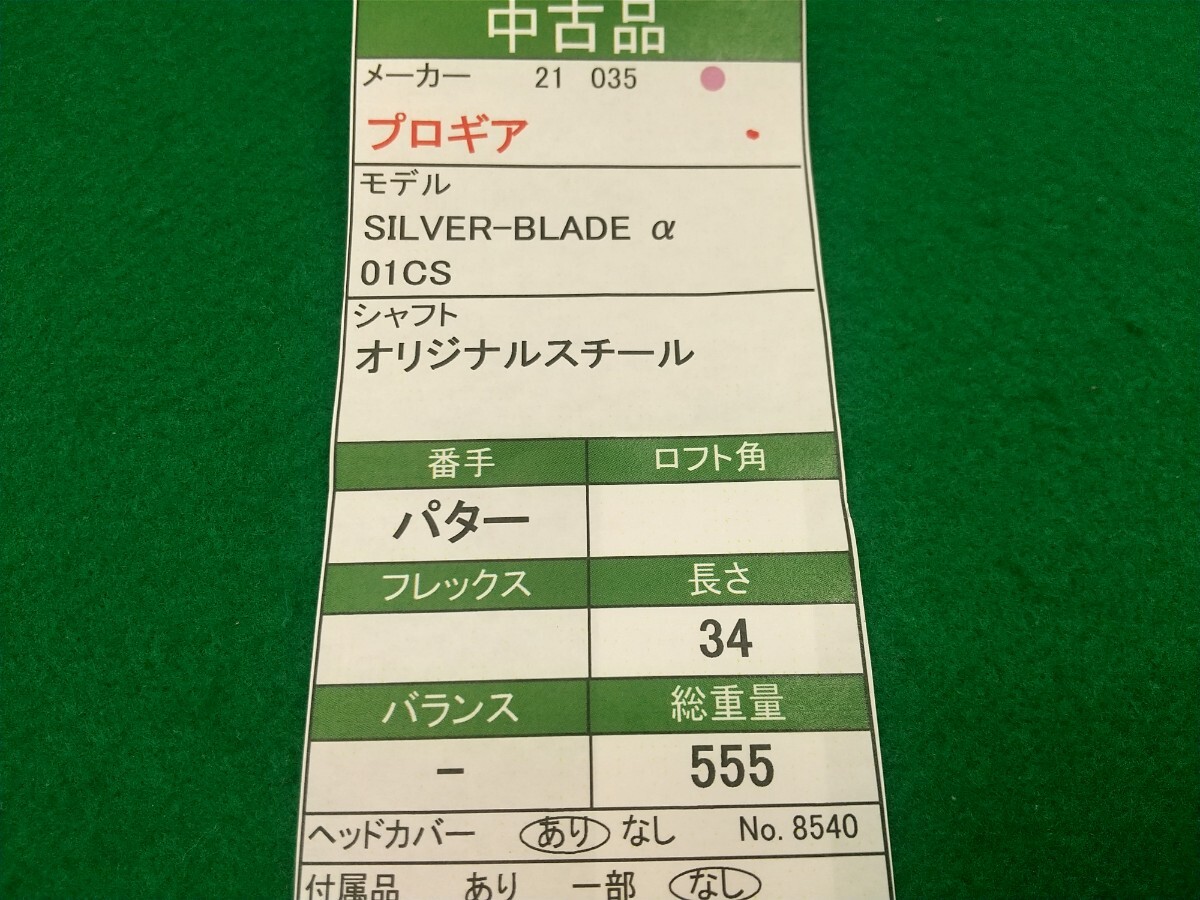 中古品
メーカー 21 035
プロギア
モデル
SILVER-BLADE α
01CS
シャフト
オリジナルスチール
番手 ロフト角
パター
フレックス 長さ
34
バランス 総重量
- 555
ヘッドカバー あり なし No. 8540
付属品 あり 一部 なし